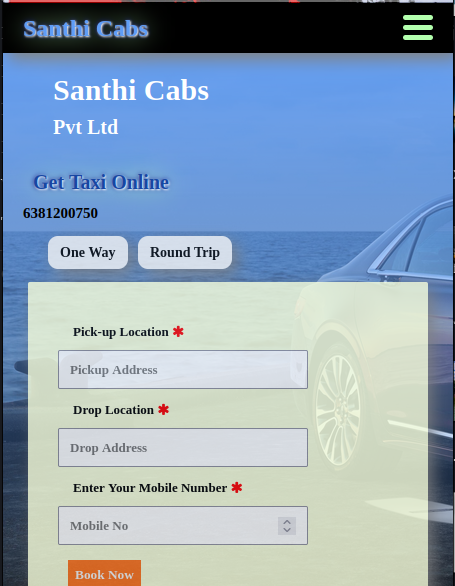 Santhi Cabs
Santhi Cabs
Pvt Ltd
Get Taxi Online
6381200750
One Way Round Trip
Pick-up Location ✱
Pickup Address
Drop Location ✱
Drop Address
Enter Your Mobile Number ✱
Mobile No
Book Now